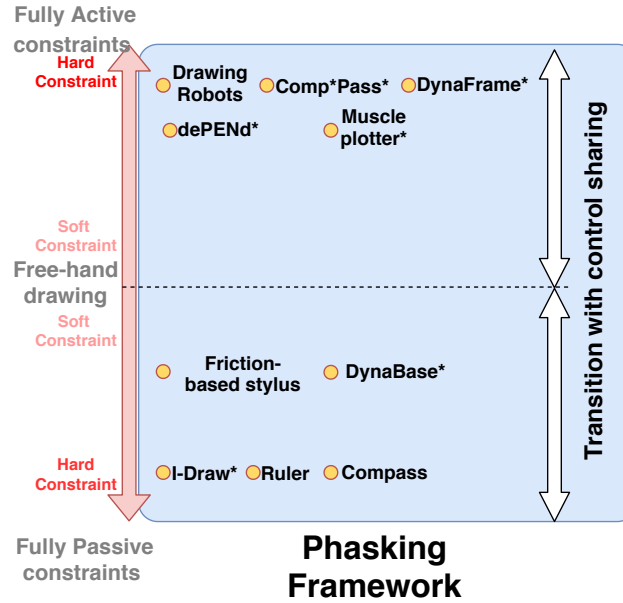 Fully Active
constraints
Hard
Constraint
Drawing
Robots
Comp*Pass*
DynaFrame*
dePENd*
Muscle
plotter*
Soft
Constraint
Free-hand
drawing
Soft
Constraint
Friction-
based stylus
DynaBase*
Hard
Constraint
I-Draw*
Ruler
Compass
Fully Passive
constraints
Transition with control sharing
Phasking
Framework